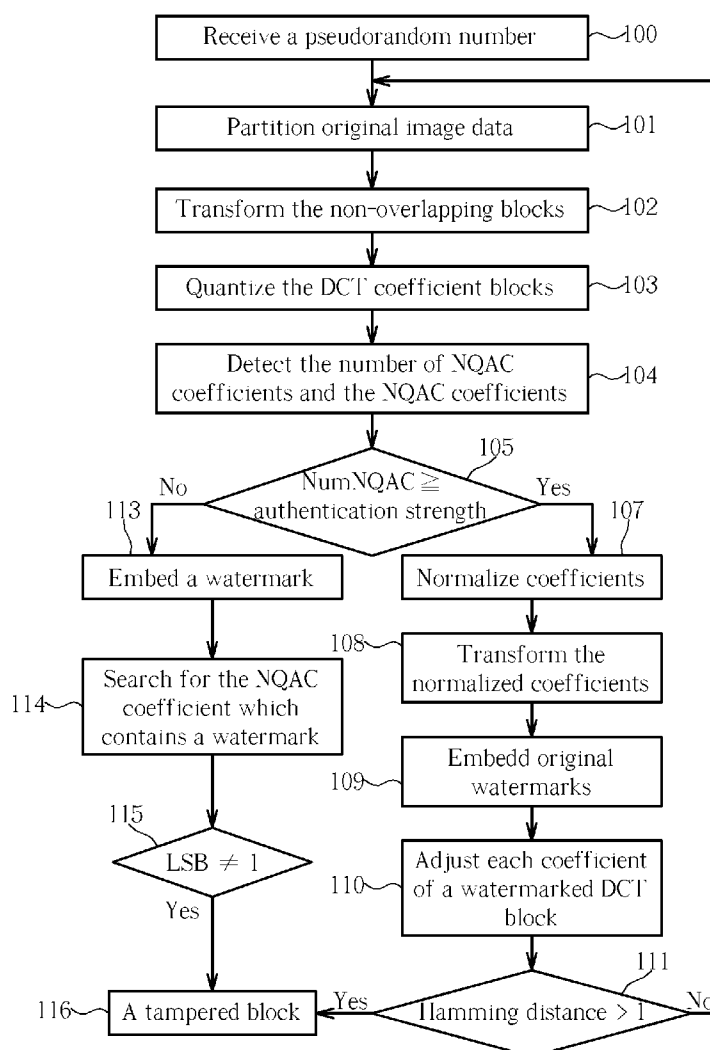 Receive a pseudorandom number
100
Partition original image data
101
Transform the non-overlapping blocks
102
Quantize the DCT coefficient blocks
103
Detect the number of NQAC
coefficients and the NQAC coefficients
104
105
NumNQAC ≧
authentication strength
No
Yes
113
107
Embed a watermark
Normalize coefficients
108
Transform the
normalized coefficients
Search for the NQAC
coefficient which
contains a watermark
114
Embedd original
watermarks
109
115
LSB ≠ 1
Yes
Adjust each coefficient
of a watermarked DCT
block
110
111
A tampered block
116
Yes
Hamming distance > 1
No